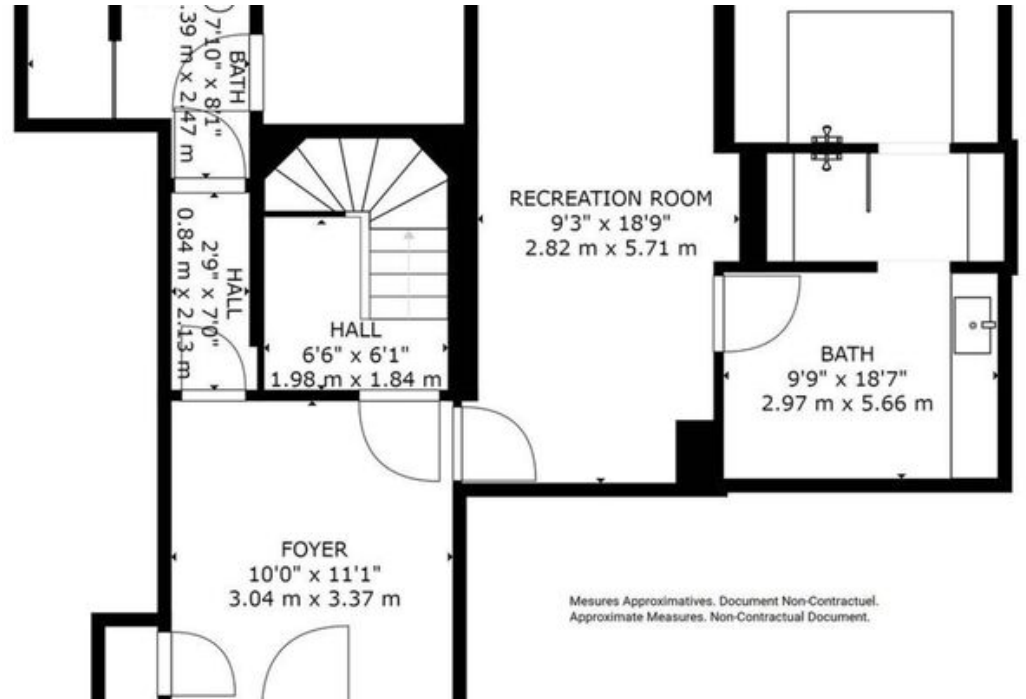 BATH
7'10" x 8'1"
.39 m x 2.47 m
HALL
2'9" x 7'0"
0.84 m x 2.13 m
HALL
6'6" x 6'1"
1.98 m x 1.84 m
RECREATION ROOM
9'3" x 18'9"
2.82 m x 5.71 m
BATH
9'9" x 18'7"
2.97 m x 5.66 m
FOYER
10'0" x 11'1"
3.04 m x 3.37 m
Mesures Approximatives. Document Non-Contractuel.
Approximate Measures. Non-Contractual Document.